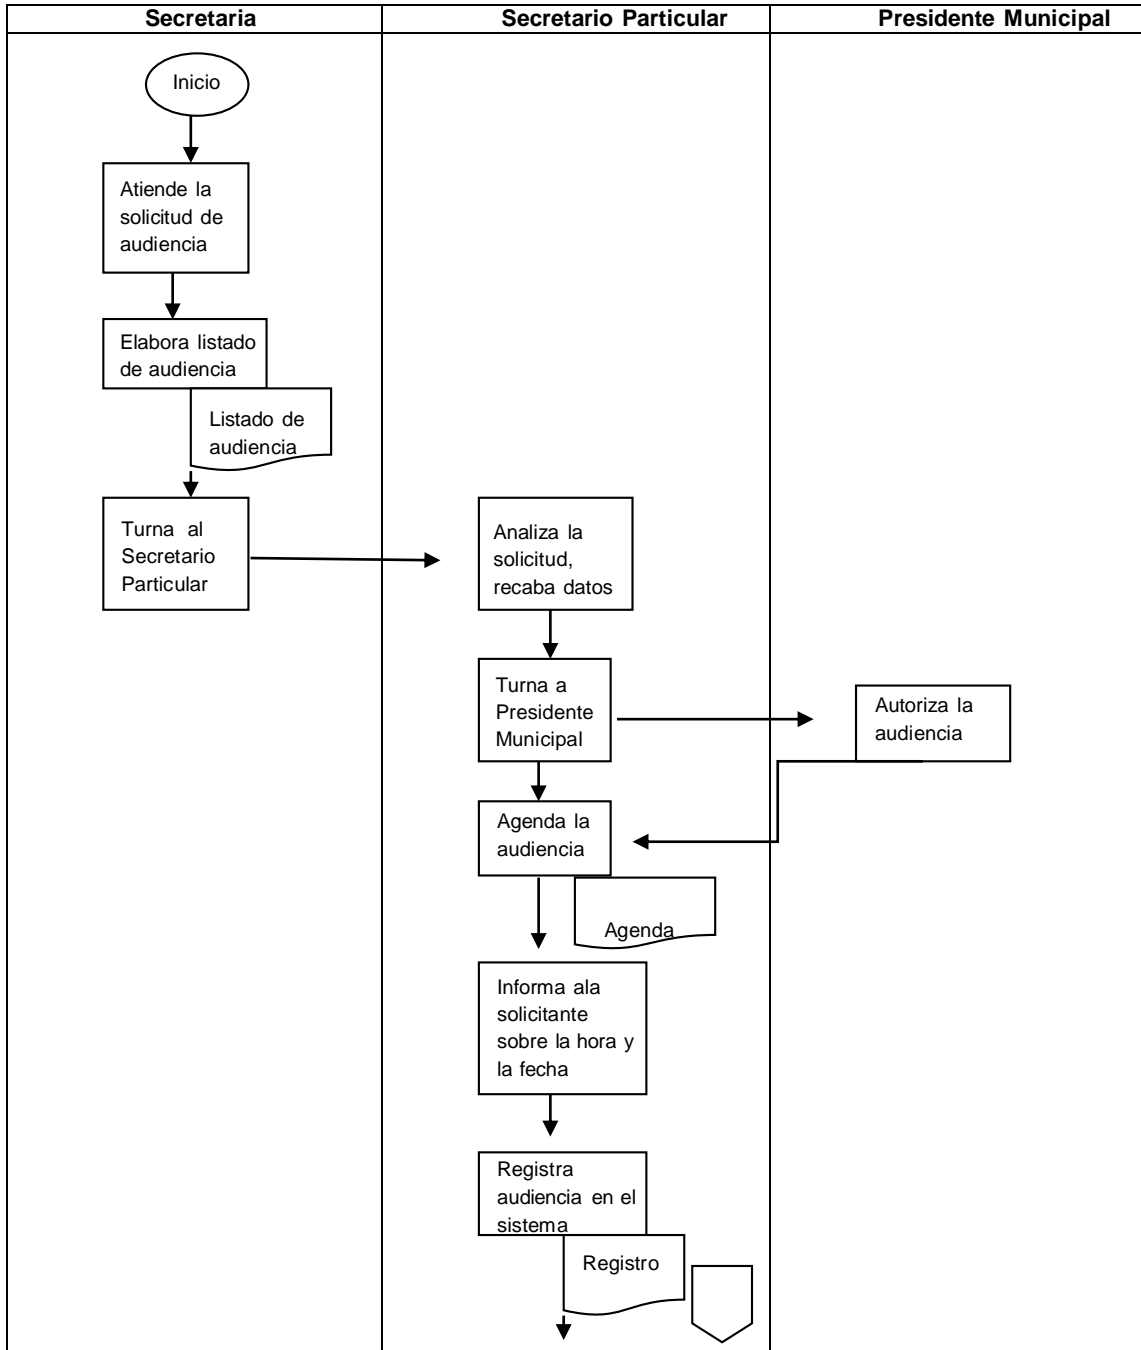 Secretaria
Secretario Particular
Presidente Municipal
Inicio
Atiende la
solicitud de
audiencia
Elabora listado
de audiencia
Listado de
audiencia
Turna al
Secretario
Particular
Analiza la
solicitud,
recaba datos
Turna a
Presidente
Municipal
Autoriza la
audiencia
Agenda la
audiencia
Agenda
Informa ala
solicitante
sobre la hora y
la fecha
Registra
audiencia en el
sistema
Registro